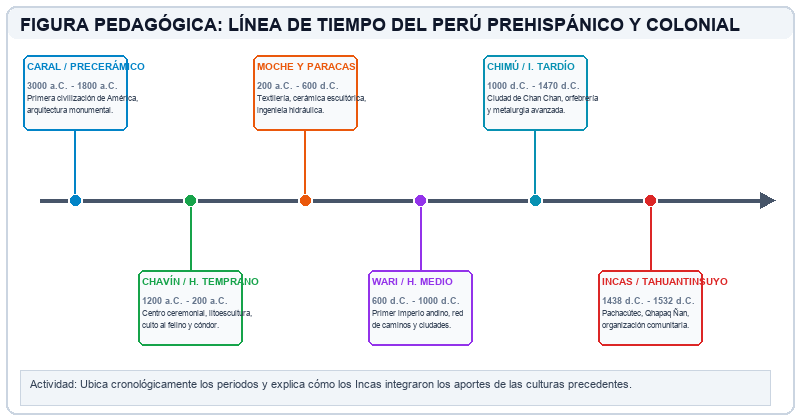 FIGURA PEDAGÓGICA: LÍNEA DE TIEMPO DEL PERÚ PREHISPÁNICO Y COLONIAL
CARAL / PRECERÁMICO
3000 a.C. - 1800 a.C.
Primera civilización de América,
arquitectura monumental.
MOCHE Y PARACAS
200 a.C. - 600 d.C.
Textilería, cerámica escultórica,
ingeniela hidráulica.
CHIMÚ / I. TARDÍO
1000 d.C. - 1470 d.C.
Ciudad de Chan Chan, orfebrería
y metalurgia avanzada.
CHAVÍN / H. TEMPRANO
1200 a.C. - 200 a.C.
Centro ceremonial, litoescultura,
culto al felino y cóndor.
WARI / H. MEDIO
600 d.C. - 1000 d.C.
Primer imperio andino, red
de caminos y ciudades.
INCAS / TAHUANTINSUYO
1438 d.C. - 1532 d.C.
Pachacútec, Qhapaq Ñan,
organización comunitaria.
Actividad: Ubica cronológicamente los periodos y explica cómo los Incas integraron los aportes de las culturas precedentes.